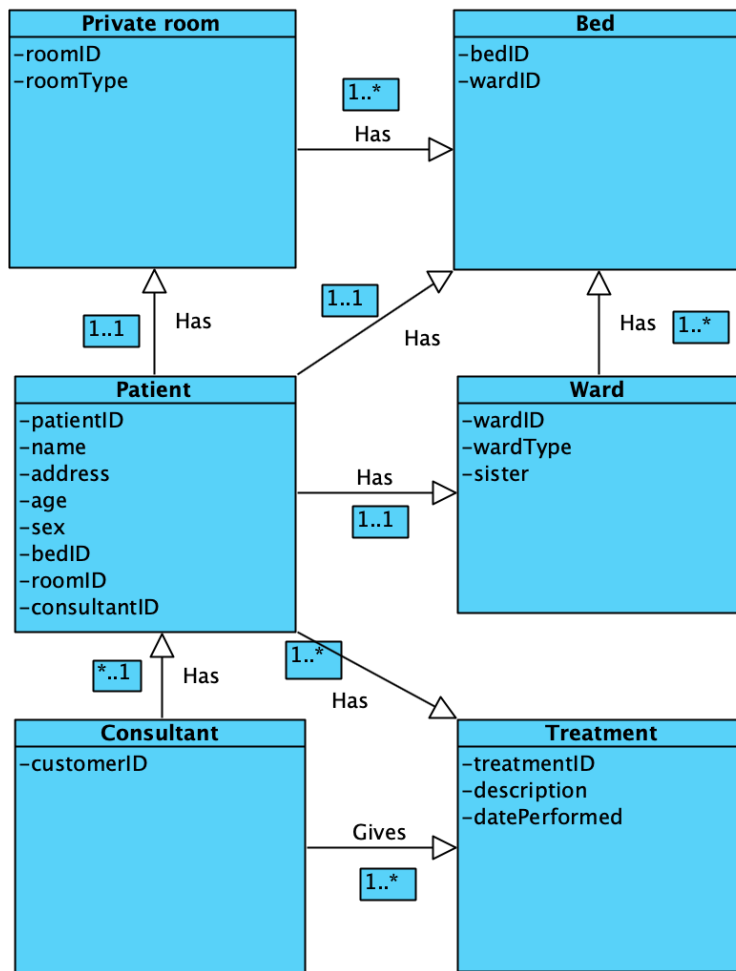 Private room
-roomID
-roomType
1..*
Has
Bed
-bedID
-wardID
1..1
Has
1..1
Has
Has
1..*
Patient
-patientID
-name
-address
-age
-sex
-bedID
-roomID
-consultantID
Has
1..1
Ward
-wardID
-wardType
-sister
*..1
Has
1..*
Has
Consultant
-customerID
Gives
1..*
Treatment
-treatmentID
-description
-datePerformed